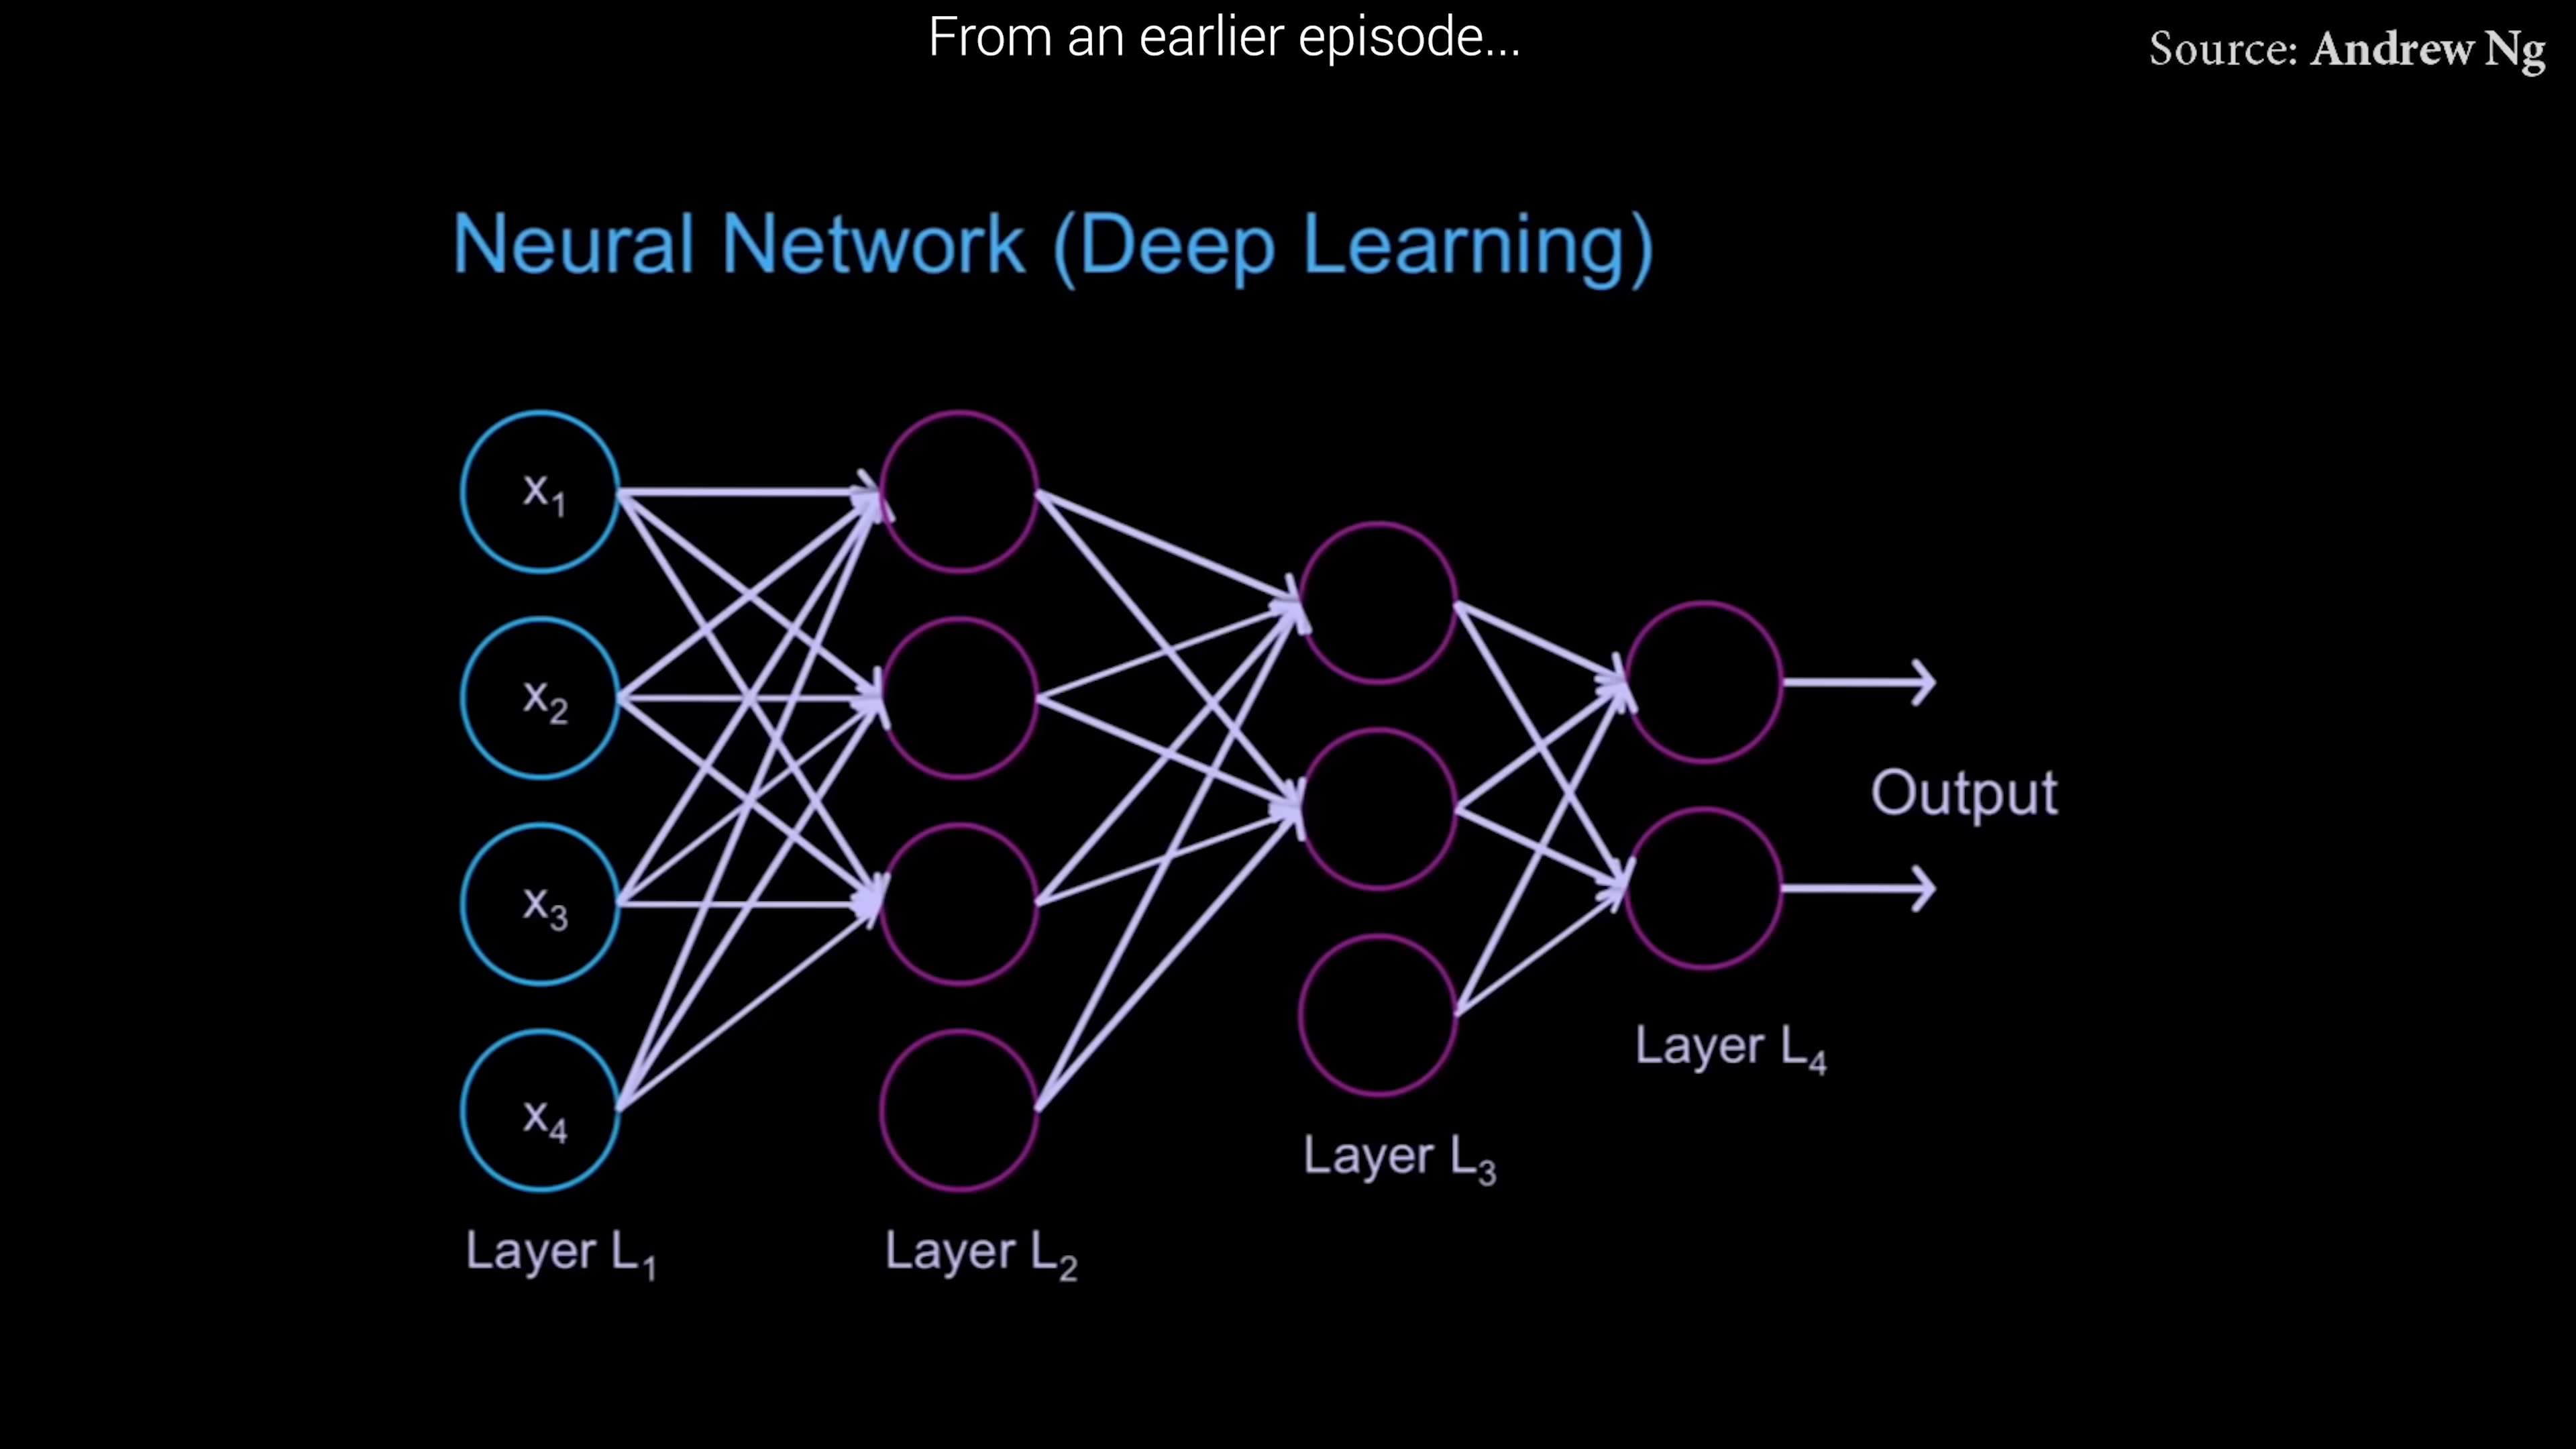 From an earlier episode...
Source: Andrew Ng
Neural Network (Deep Learning)
x₁
x₂
x₃
x₄
Output
Layer L₄
Layer L₃
Layer L₁
Layer L₂